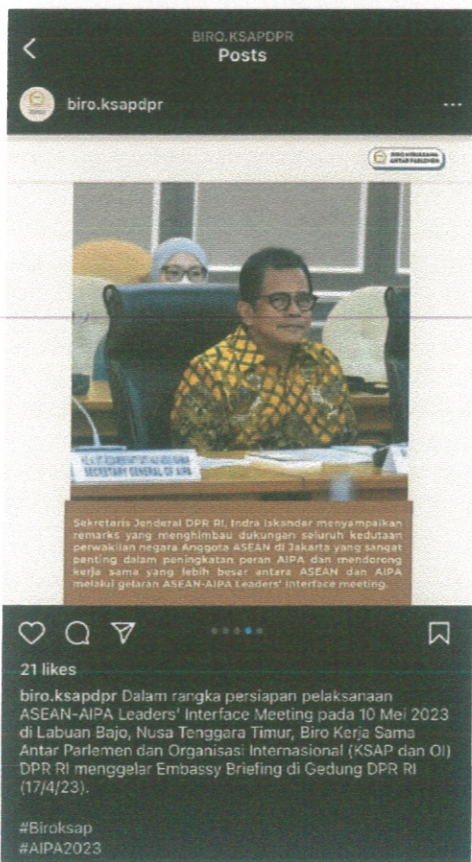 BIRO.KSAPDPR
Posts
biro.ksapdpr
BIRO KERJASAMA
ANTAR PARLEMEN
SECRETARY GENERAL OF AIPA
Sekretaris Jenderal DPR RI, Indra Iskandar menyampaikan
remarks yang menghimbau dukungan seluruh kedutaan
perwakilan negara Anggota ASEAN di Jakarta yang sangat
penting dalam peningkatan peran AIPA dan mendorong
kerja sama yang lebih besar antara ASEAN dan AIPA
melalui gelaran ASEAN-AIPA Leaders' Interface meeting.
21 likes
biro.ksapdpr Dalam rangka persiapan pelaksanaan
ASEAN-AIPA Leaders' Interface Meeting pada 10 Mei 2023
di Labuan Bajo, Nusa Tenggara Timur, Biro Kerja Sama
Antar Parlemen dan Organisasi Internasional (KSAP dan OI)
DPR RI menggelar Embassy Briefing di Gedung DPR RI
(17/4/23).
#Biroksap
#AIPA2023